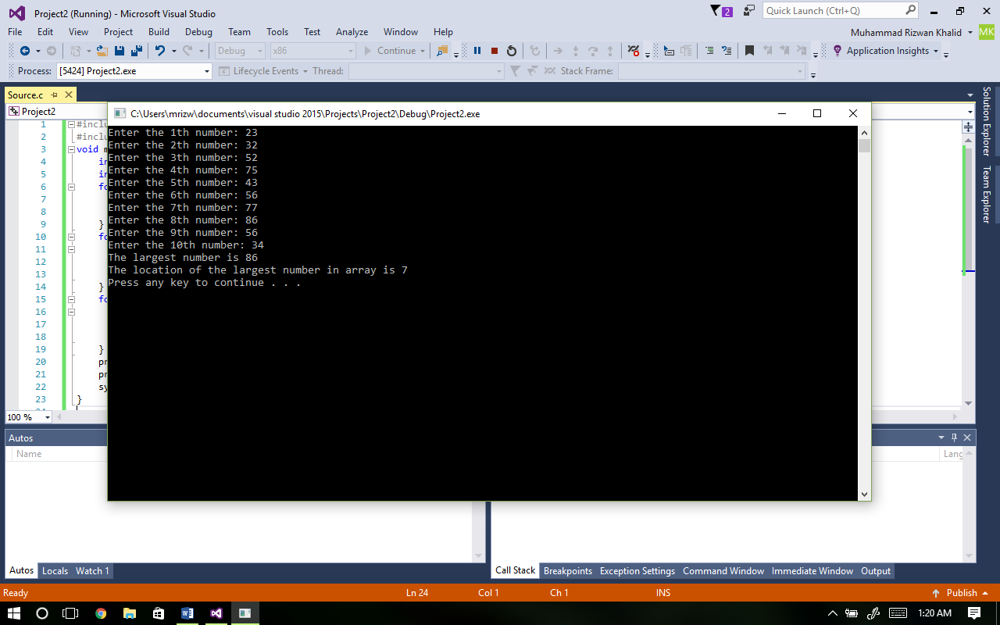 Project2 (Running) - Microsoft Visual Studio
2
Quick Launch (Ctrl+Q)
File Edit View Project Build Debug Team Tools Test Analyze Window Help
Muhammad Rizwan Khalid
MK
Debug x86 Continue Application Insights
Process: [5424] Project2.exe Lifecycle Events Thread: Stack Frame:
Source.c
Project2
C:\Users\mrizw\documents\visual studio 2015\Projects\Project2\Debug\Project2.exe
Enter the 1th number: 23
Enter the 2th number: 32
Enter the 3th number: 52
Enter the 4th number: 75
Enter the 5th number: 43
Enter the 6th number: 56
Enter the 7th number: 77
Enter the 8th number: 86
Enter the 9th number: 56
Enter the 10th number: 34
The largest number is 86
The location of the largest number in array is 7
Press any key to continue . . .
1 #inclu
2 #inclu
3 void m
4 in
5 in
6 fo
7
8
9 }
10 fo
11
12
13
14 }
15 fo
16
17
18
19 }
20 pr
21 pr
22 sy
23 }
100 %
Solution Explorer
Team Explorer
Autos
Name
Lang
Autos Locals Watch 1
Call Stack Breakpoints Exception Settings Command Window Immediate Window Output
Ready Ln 24 Col 1 Ch 1 INS Publish
1:20 AM